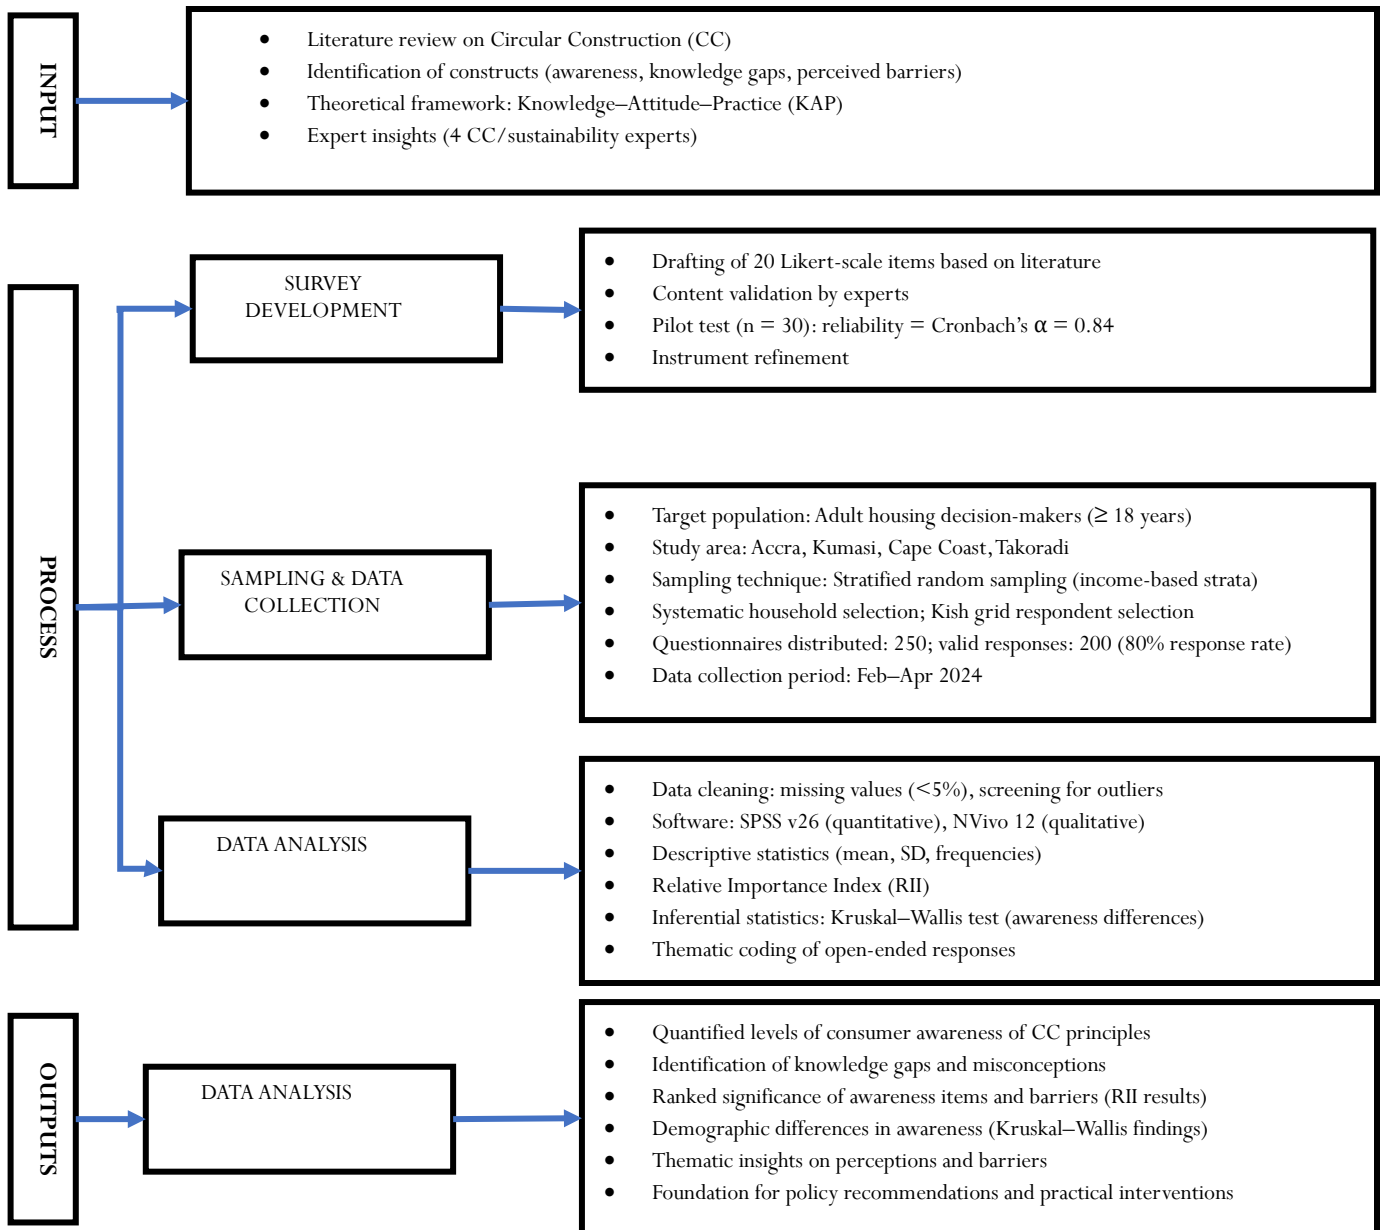 INPUT
• Literature review on Circular Construction (CC)
• Identification of constructs (awareness, knowledge gaps, perceived barriers)
• Theoretical framework: Knowledge–Attitude–Practice (KAP)
• Expert insights (4 CC/sustainability experts)
PROCESS
SURVEY
DEVELOPMENT
• Drafting of 20 Likert-scale items based on literature
• Content validation by experts
• Pilot test (n = 30): reliability = Cronbach’s α = 0.84
• Instrument refinement
SAMPLING & DATA
COLLECTION
• Target population: Adult housing decision-makers (≥ 18 years)
• Study area: Accra, Kumasi, Cape Coast, Takoradi
• Sampling technique: Stratified random sampling (income-based strata)
• Systematic household selection; Kish grid respondent selection
• Questionnaires distributed: 250; valid responses: 200 (80% response rate)
• Data collection period: Feb–Apr 2024
DATA ANALYSIS
• Data cleaning: missing values (<5%), screening for outliers
• Software: SPSS v26 (quantitative), NVivo 12 (qualitative)
• Descriptive statistics (mean, SD, frequencies)
• Relative Importance Index (RII)
• Inferential statistics: Kruskal–Wallis test (awareness differences)
• Thematic coding of open-ended responses
OUTPUTS
DATA ANALYSIS
• Quantified levels of consumer awareness of CC principles
• Identification of knowledge gaps and misconceptions
• Ranked significance of awareness items and barriers (RII results)
• Demographic differences in awareness (Kruskal–Wallis findings)
• Thematic insights on perceptions and barriers
• Foundation for policy recommendations and practical interventions